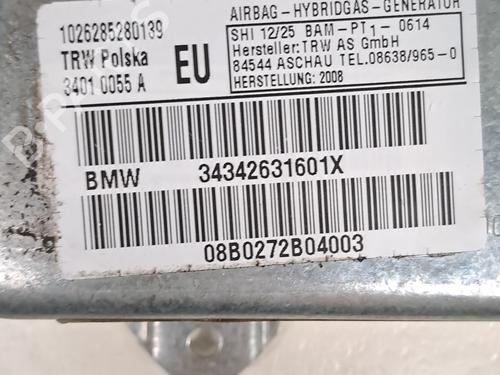 1026285280139
TRW Polska
3401 0055 A
EU
AIRBAG-HYBRIDGAS-GENERATOR
SHI 12/25 BAM-PT1-0614
Hersteller:TRW AS GmbH
84544 ASCHAU TEL.08638/965-0
HERSTELLUNG: 2008
BMW 34342631601X
08B0272B04003